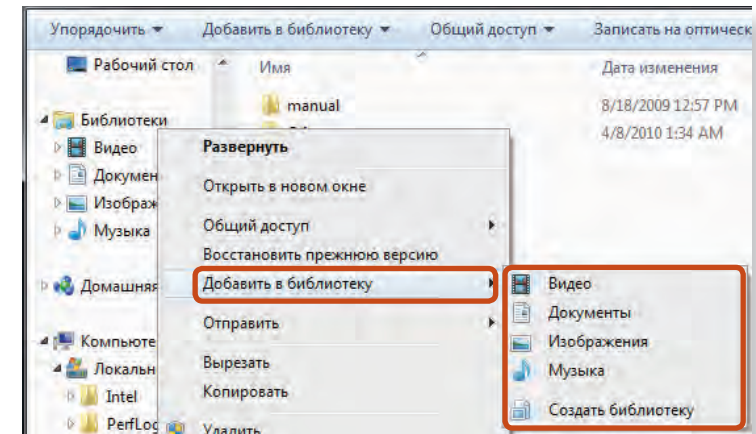 Упорядочить Добавить в библиотеку Общий доступ Записать на оптическ
Рабочий стол
Имя Дата изменения
manual 8/18/2009 12:57 PM
4/8/2010 1:34 AM
Библиотеки
Видео
Докумен
Изображ
Музыка
Домашняя
Компьюте
Локальн
Intel
PerfLog
Развернуть
Открыть в новом окне
Общий доступ
Восстановить прежнюю версию
Добавить в библиотеку
Отправить
Вырезать
Копировать
Удалить
Видео
Документы
Изображения
Музыка
Создать библиотеку